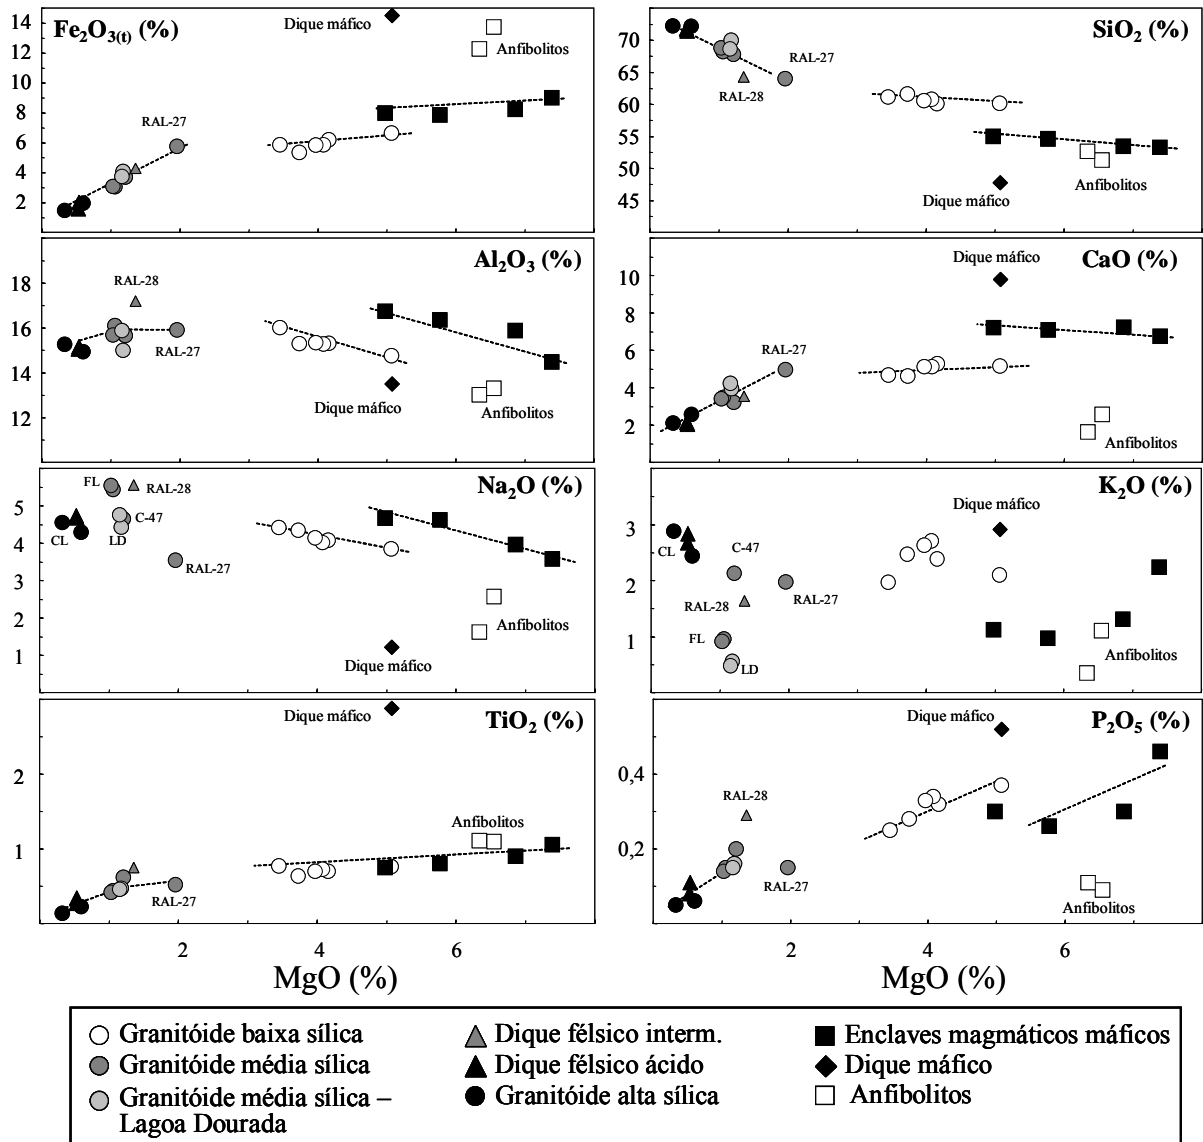 Fe2O3(t) (%)
Dique máfico
Anfibolitos
RAL-27
14
12
10
8
6
4
2
SiO2 (%)
RAL-27
RAL-28
Dique máfico
Anfibolitos
70
65
60
55
50
45
Al2O3 (%)
RAL-28
RAL-27
Dique máfico
Anfibolitos
18
16
14
12
CaO (%)
Dique máfico
RAL-27
Anfibolitos
10
8
6
4
2
Na2O (%)
FL
RAL-28
C-47
CL
LD
RAL-27
Anfibolitos
Dique máfico
5
4
3
2
1
K2O (%)
Dique máfico
CL
C-47
RAL-28
RAL-27
FL
LD
Anfibolitos
3
2
1
TiO2 (%)
Dique máfico
Anfibolitos
RAL-27
2
1
2 4 6
MgO (%)
P2O5 (%)
Dique máfico
RAL-28
RAL-27
Anfibolitos
0,4
0,2
2 4 6
MgO (%)
Granitóide baixa sílica
Granitóide média sílica
Granitóide média sílica –
Lagoa Dourada
Dique félsico interm.
Dique félsico ácido
Granitóide alta sílica
Enclaves magmáticos máficos
Dique máfico
Anfibolitos